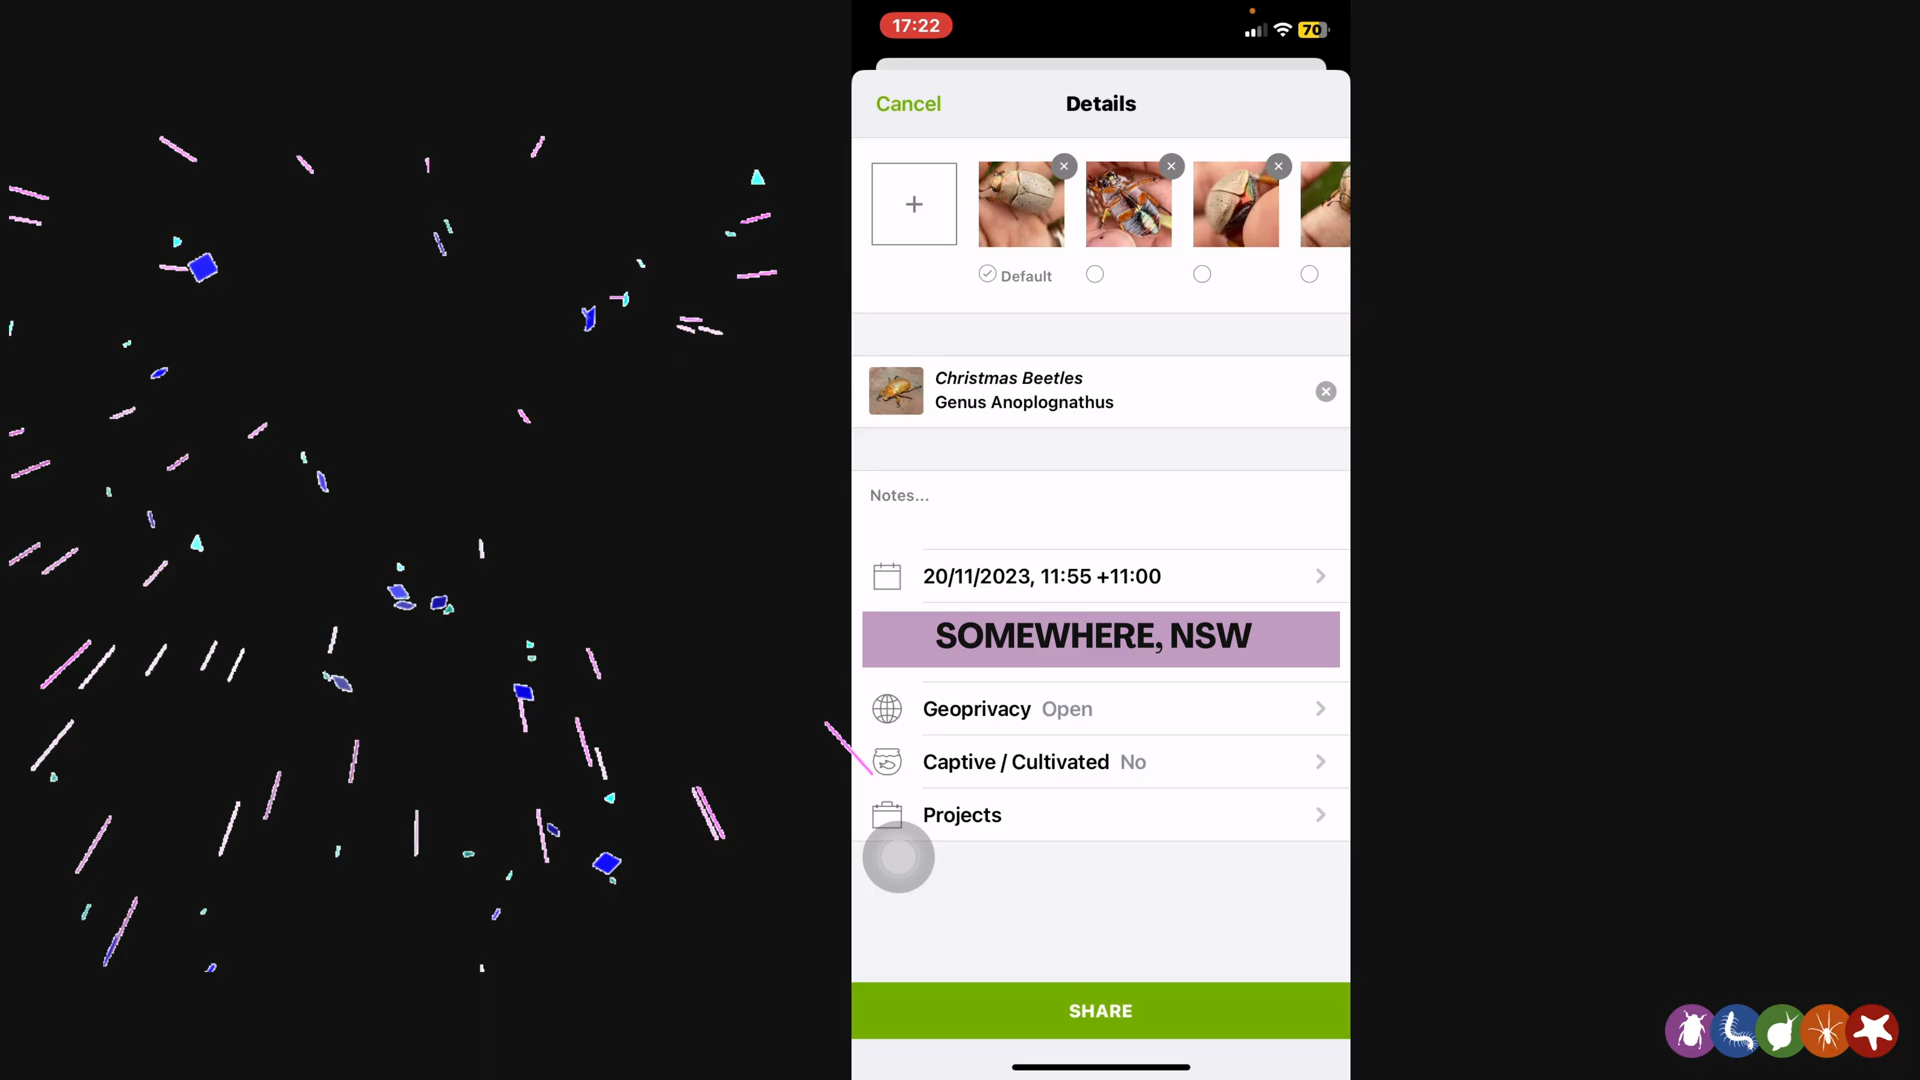 17:22
70
Cancel
Details
Default
Christmas Beetles
Genus Anoplognathus
Notes...
20/11/2023, 11:55 +11:00
SOMEWHERE, NSW
Geoprivacy Open
Captive / Cultivated No
Projects
SHARE